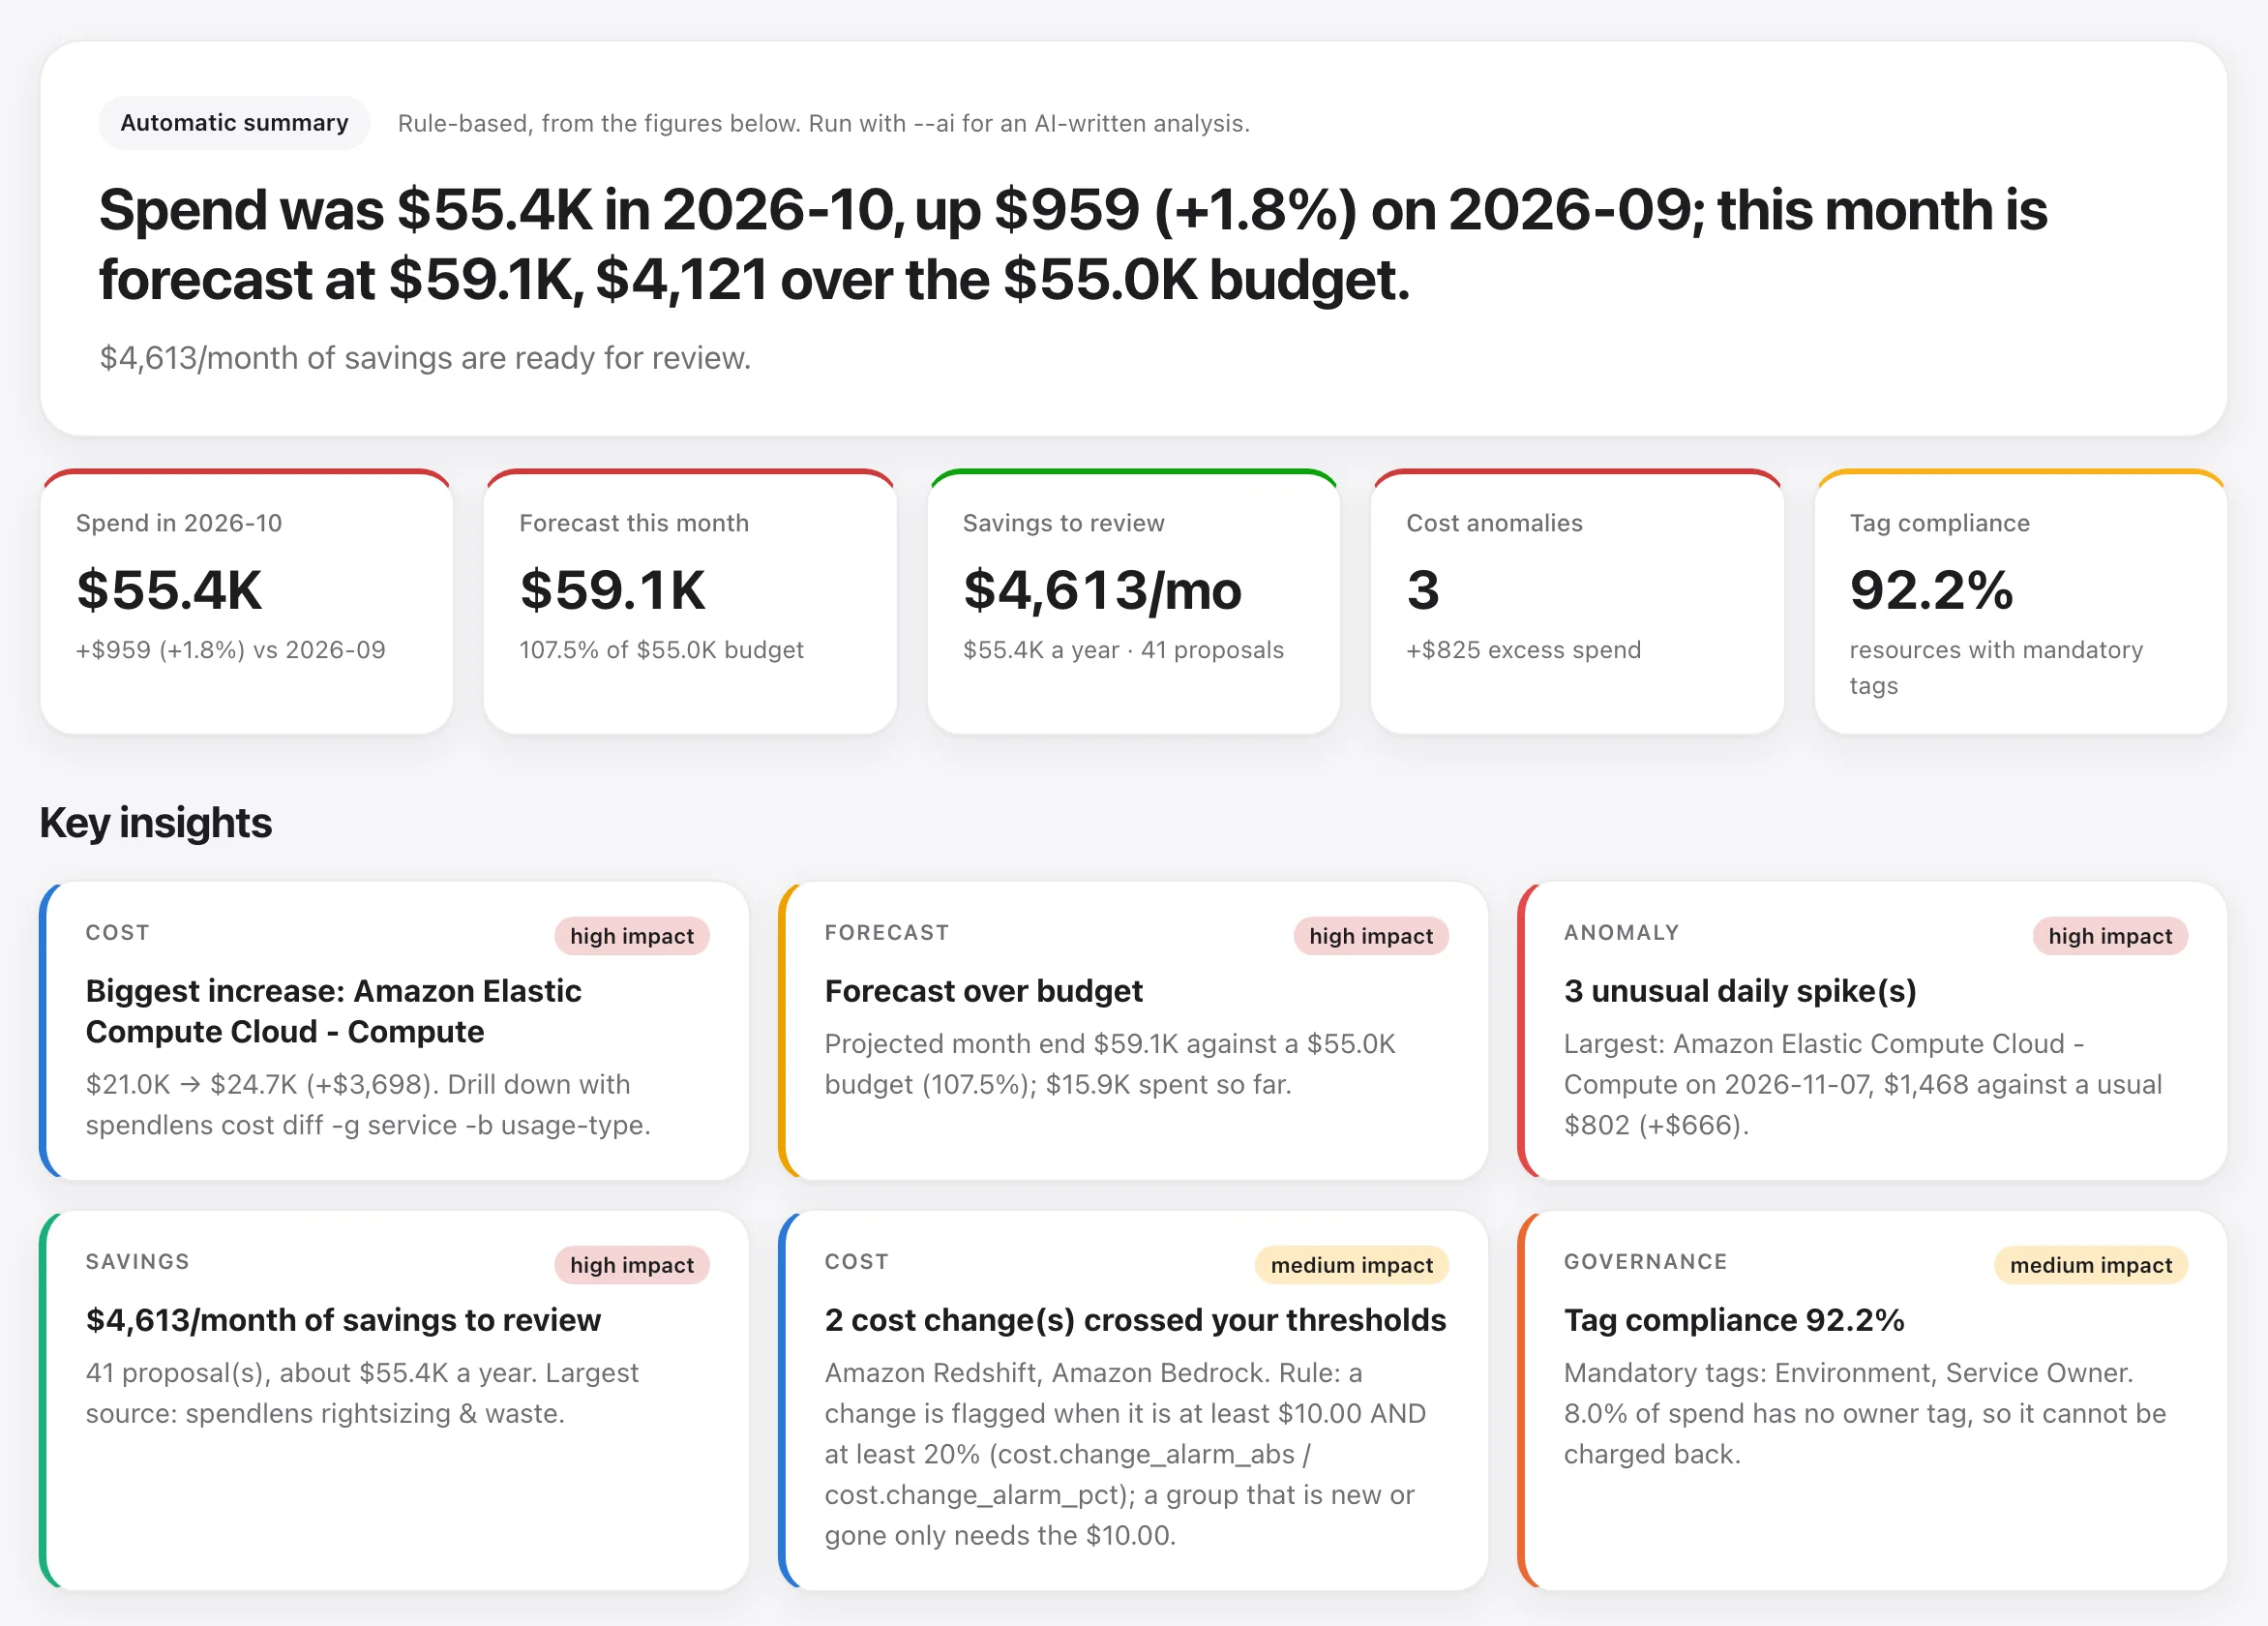 Automatic summary
Rule-based, from the figures below. Run with --ai for an AI-written analysis.
Spend was $55.4K in 2026-10, up $959 (+1.8%) on 2026-09; this month is
forecast at $59.1K, $4,121 over the $55.0K budget.
$4,613/month of savings are ready for review.
Spend in 2026-10
$55.4K
+$959 (+1.8%) vs 2026-09
Forecast this month
$59.1K
107.5% of $55.0K budget
Savings to review
$4,613/mo
$55.4K a year · 41 proposals
Cost anomalies
3
+$825 excess spend
Tag compliance
92.2%
resources with mandatory
tags
Key insights
COST
high impact
Biggest increase: Amazon Elastic
Compute Cloud - Compute
$21.0K → $24.7K (+$3,698). Drill down with
spendlens cost diff -g service -b usage-type.
FORECAST
high impact
Forecast over budget
Projected month end $59.1K against a $55.0K
budget (107.5%); $15.9K spent so far.
ANOMALY
high impact
3 unusual daily spike(s)
Largest: Amazon Elastic Compute Cloud -
Compute on 2026-11-07, $1,468 against a usual
$802 (+$666).
SAVINGS
high impact
$4,613/month of savings to review
41 proposal(s), about $55.4K a year. Largest
source: spendlens rightsizing & waste.
COST
medium impact
2 cost change(s) crossed your thresholds
Amazon Redshift, Amazon Bedrock. Rule: a
change is flagged when it is at least $10.00 AND
at least 20% (cost.change_alarm_abs /
cost.change_alarm_pct); a group that is new or
gone only needs the $10.00.
GOVERNANCE
medium impact
Tag compliance 92.2%
Mandatory tags: Environment, Service Owner.
8.0% of spend has no owner tag, so it cannot be
charged back.